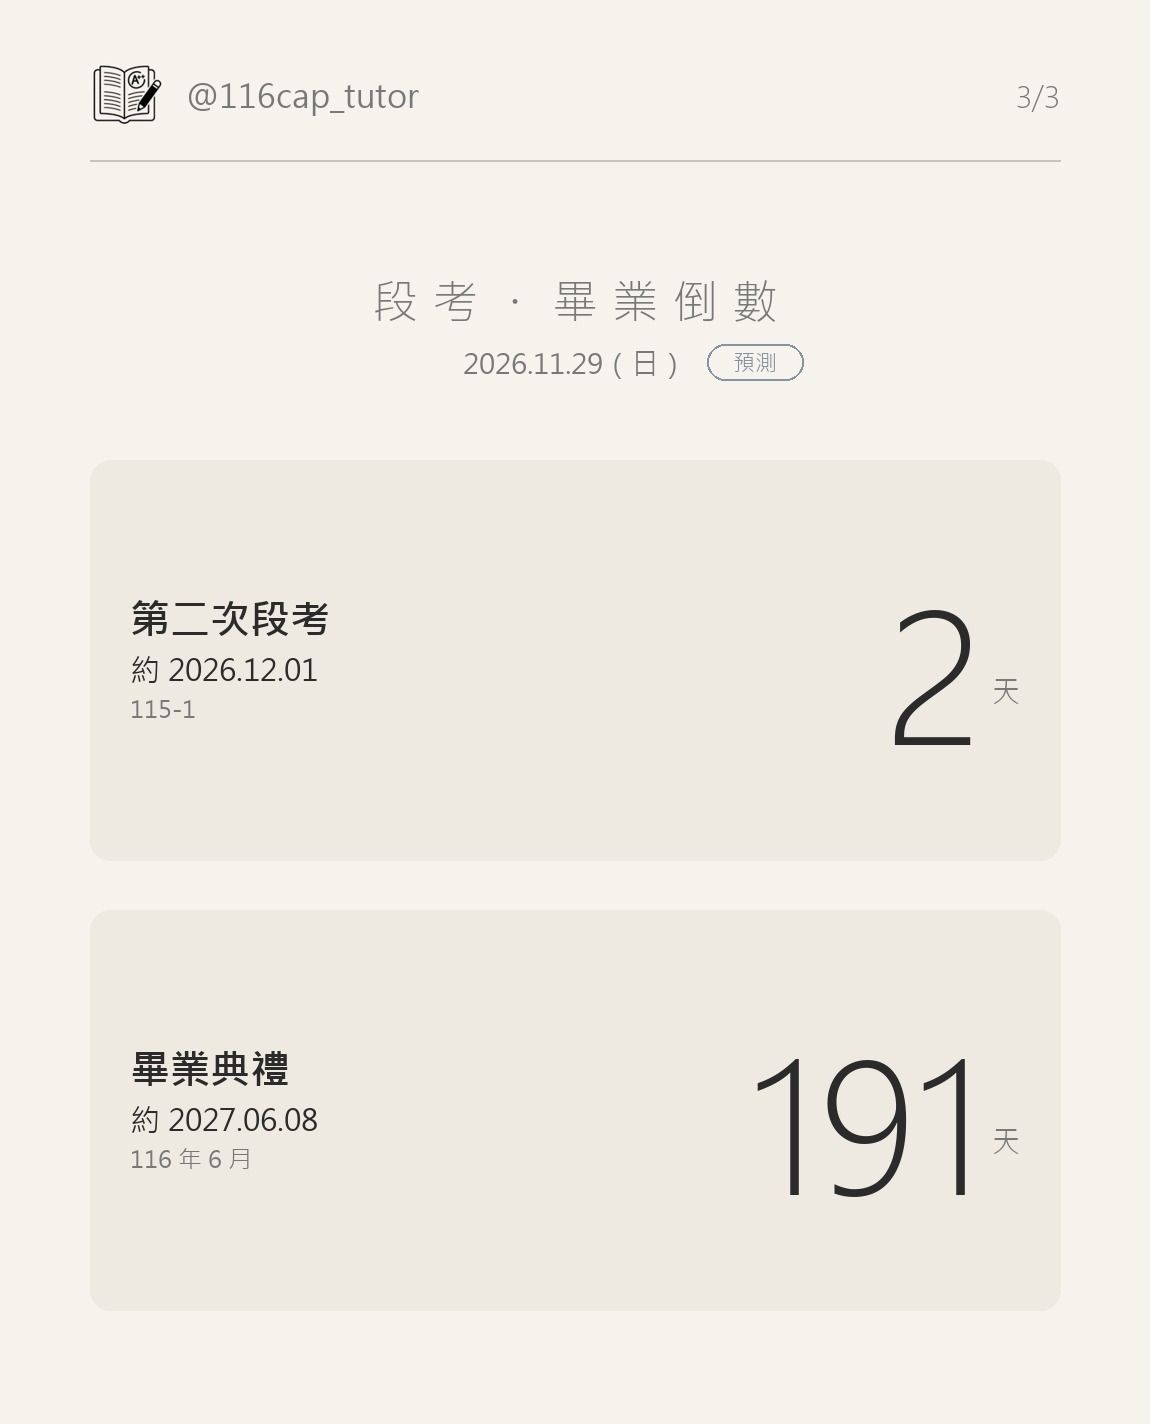 @116cap_tutor
3/3
段考 · 畢業倒數
2026.11.29（日） 預測
第二次段考
約 2026.12.01
115-1
2 天
畢業典禮
約 2027.06.08
116 年 6 月
191 天